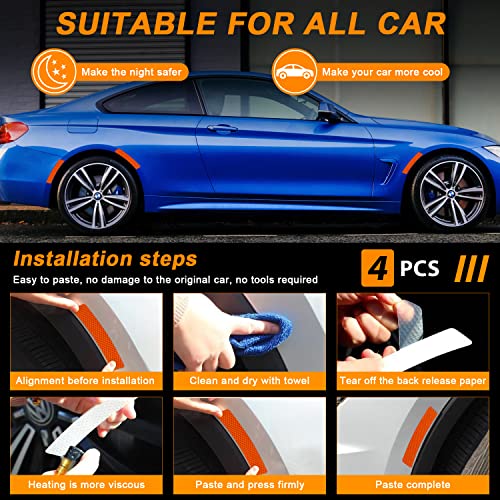 SUITABLE FOR ALL CAR
Make the night safer
Make your car more cool
Installation steps
Easy to paste, no damage to the original car, no tools required
4 PCS
Alignment before installation
Clean and dry with towel
Tear off the back release paper
Heating is more viscous
Paste and press firmly
Paste complete